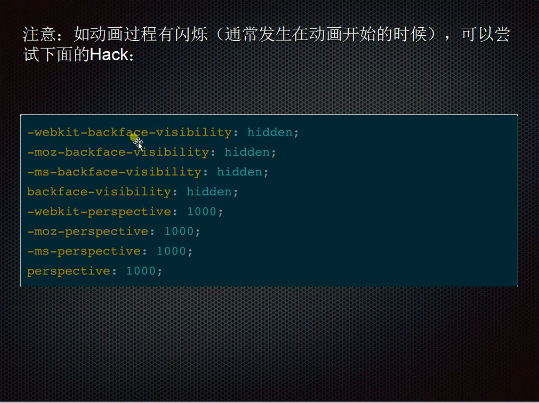 注意：如动画过程有闪烁（通常发生在动画开始的时候），可以尝
试下面的Hack：
-webkit-backface-visibility: hidden;
-moz-backface-visibility: hidden;
-ms-backface-visibility: hidden;
backface-visibility: hidden;
-webkit-perspective: 1000;
-moz-perspective: 1000;
-ms-perspective: 1000;
perspective: 1000;